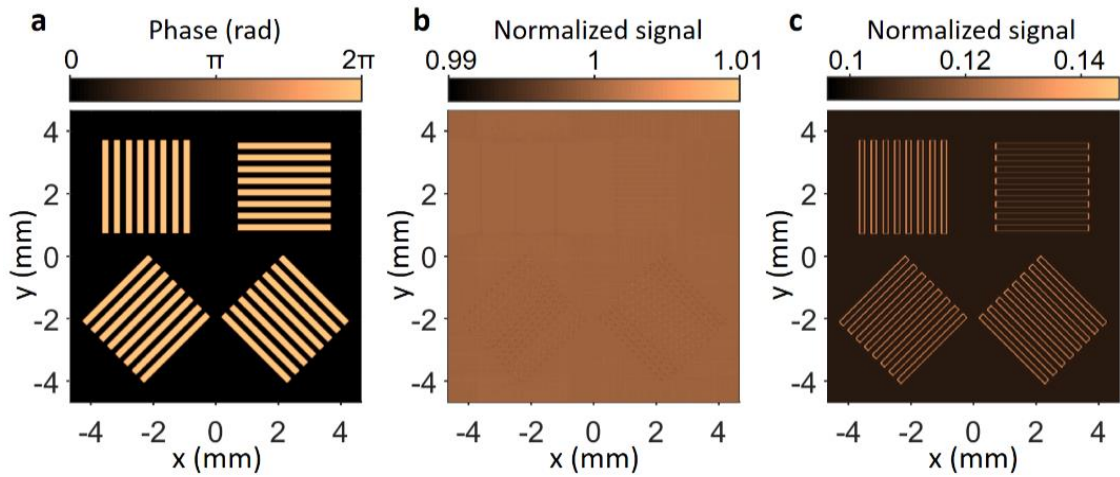 a
Phase (rad)
0 π 2π
4
2
0
-2
-4
y (mm)
-4 -2 0 2 4
x (mm)
b
Normalized signal
0.99 1 1.01
4
2
0
-2
-4
y (mm)
-4 -2 0 2 4
x (mm)
c
Normalized signal
0.1 0.12 0.14
4
2
0
-2
-4
y (mm)
-4 -2 0 2 4
x (mm)